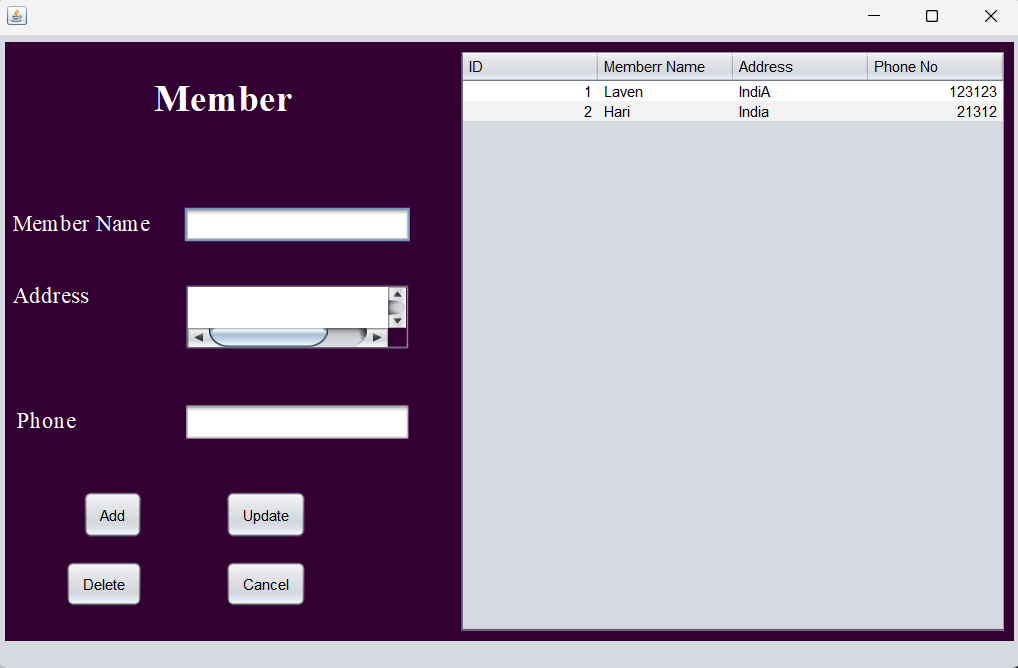 Member
Member Name
Address
Phone
Add Update
Delete Cancel
ID Memberr Name Address Phone No
1 Laven IndiA 123123
2 Hari India 21312